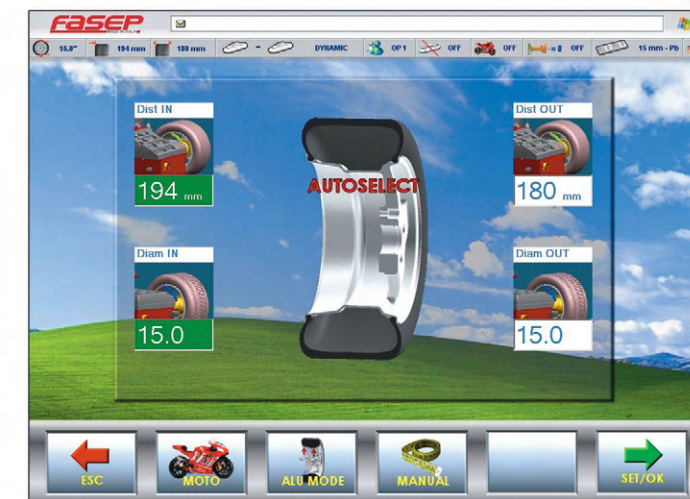 FASEP
15.0" 194 mm 180 mm - DYNAMIC OP 1 OFF OFF = 0 OFF 15 mm - Pb
Dist IN
Dist OUT
194 mm
AUTOSELECT
180 mm
Diam IN
Diam OUT
15.0
15.0
ESC
MOTO
ALU MODE
MANUAL
SET/OK